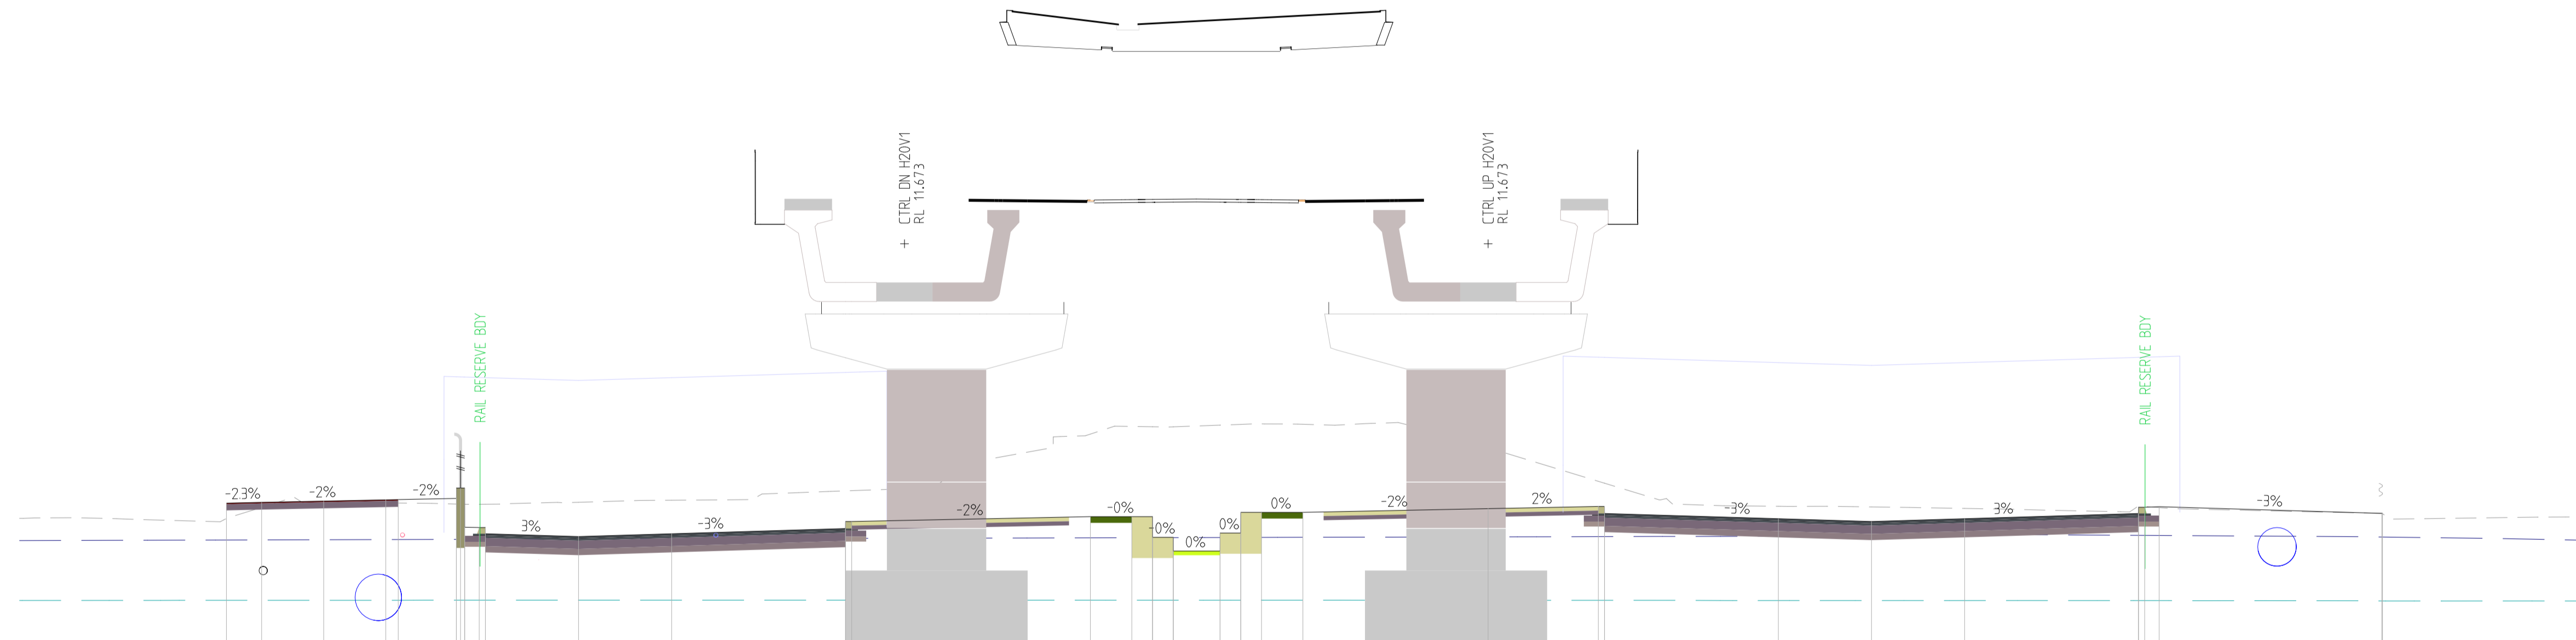 + CTRL DN H20V1
RL 11.673
+ CTRL UP H20V1
RL 11.673
RAIL RESERVE BDY
RAIL RESERVE BDY
-2.3%
-2%
-2%
3%
-3%
-2%
-0%
-0%
0%
0%
0%
-2%
2%
-3%
3%
-3%